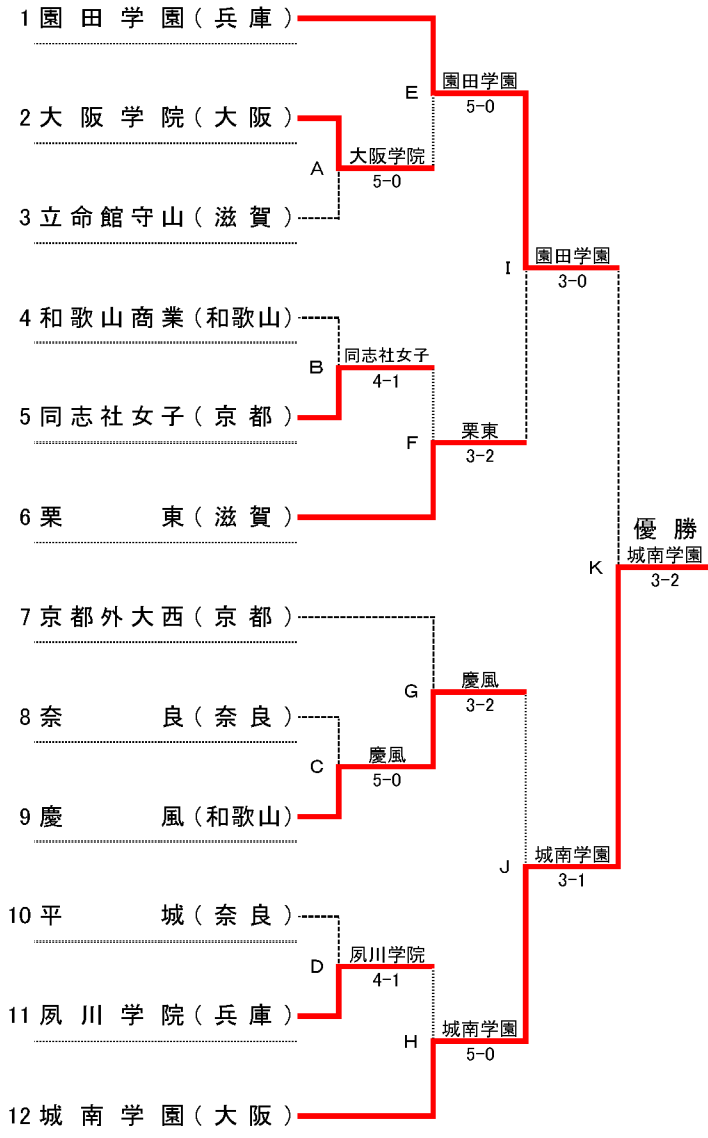 1 園田学園(兵庫)
園田学園
E
5-0
2 大阪学院(大阪)
大阪学院
A
5-0
3 立命館守山(滋賀)
園田学園
I
3-0
4 和歌山商業(和歌山)
同志社女子
B
4-1
5 同志社女子(京都)
栗東
F
3-2
6 栗東(滋賀)
優勝
城南学園
K
3-2
7 京都外大西(京都)
慶風
G
3-2
8 奈良(奈良)
慶風
C
5-0
9 慶風(和歌山)
城南学園
J
3-1
10 平城(奈良)
夙川学院
D
4-1
11 夙川学院(兵庫)
城南学園
H
5-0
12 城南学園(大阪)